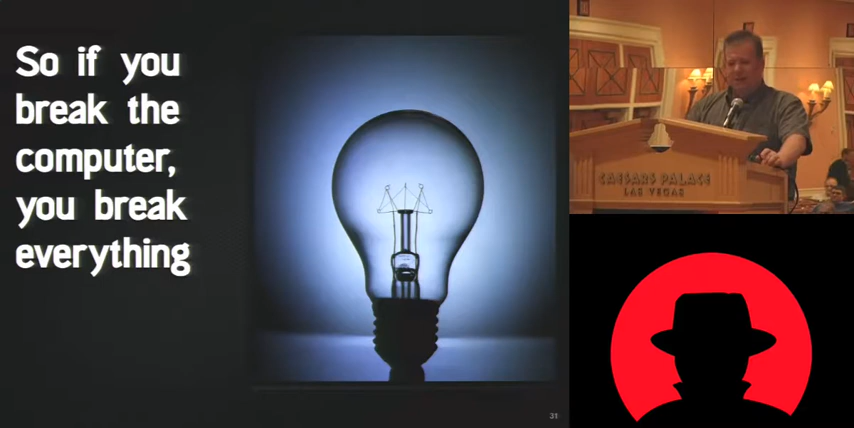 So if you
break the
computer,
you break
everything
31
CAESARS PALACE
LAS VEGAS